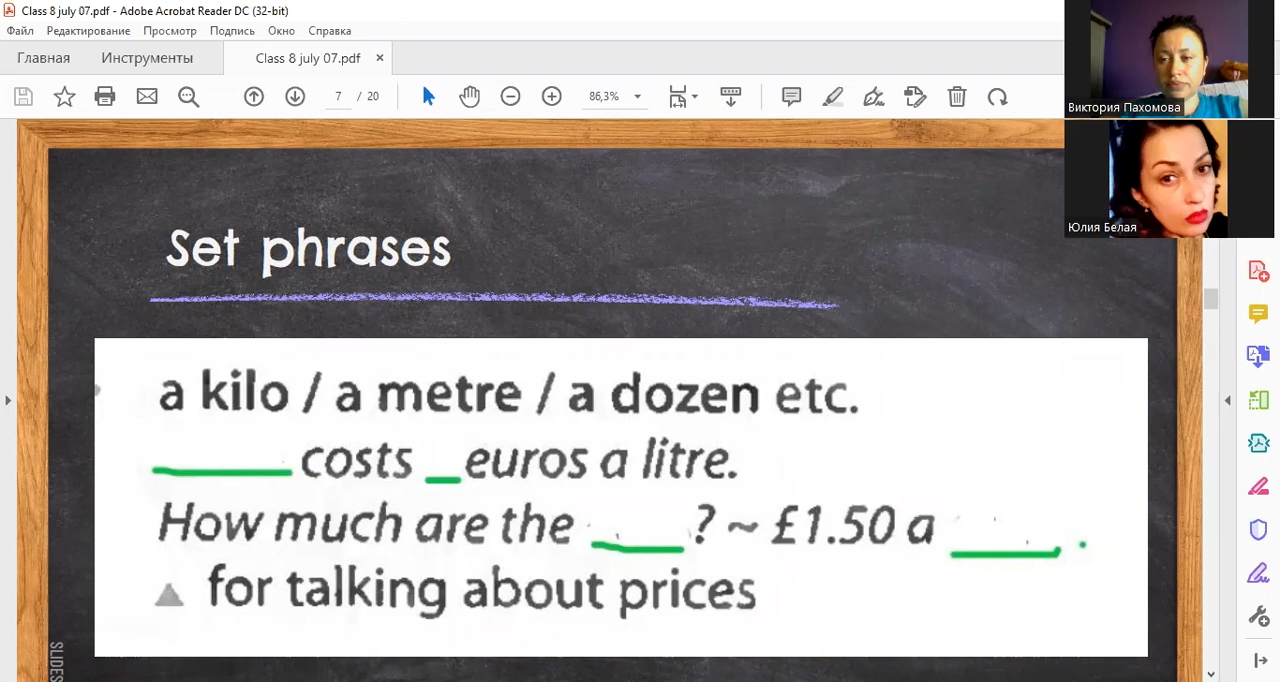 Class 8 july 07.pdf - Adobe Acrobat Reader DC (32-bit)
Файл Редактирование Просмотр Подпись Окно Справка
Главная Инструменты Class 8 july 07.pdf ×
7 / 20 86,3%
Виктория Пахомова
Юлия Белая
Set phrases
a kilo / a metre / a dozen etc.
costs euros a litre.
How much are the ? ~ £1.50 a .
for talking about prices
SLIDES